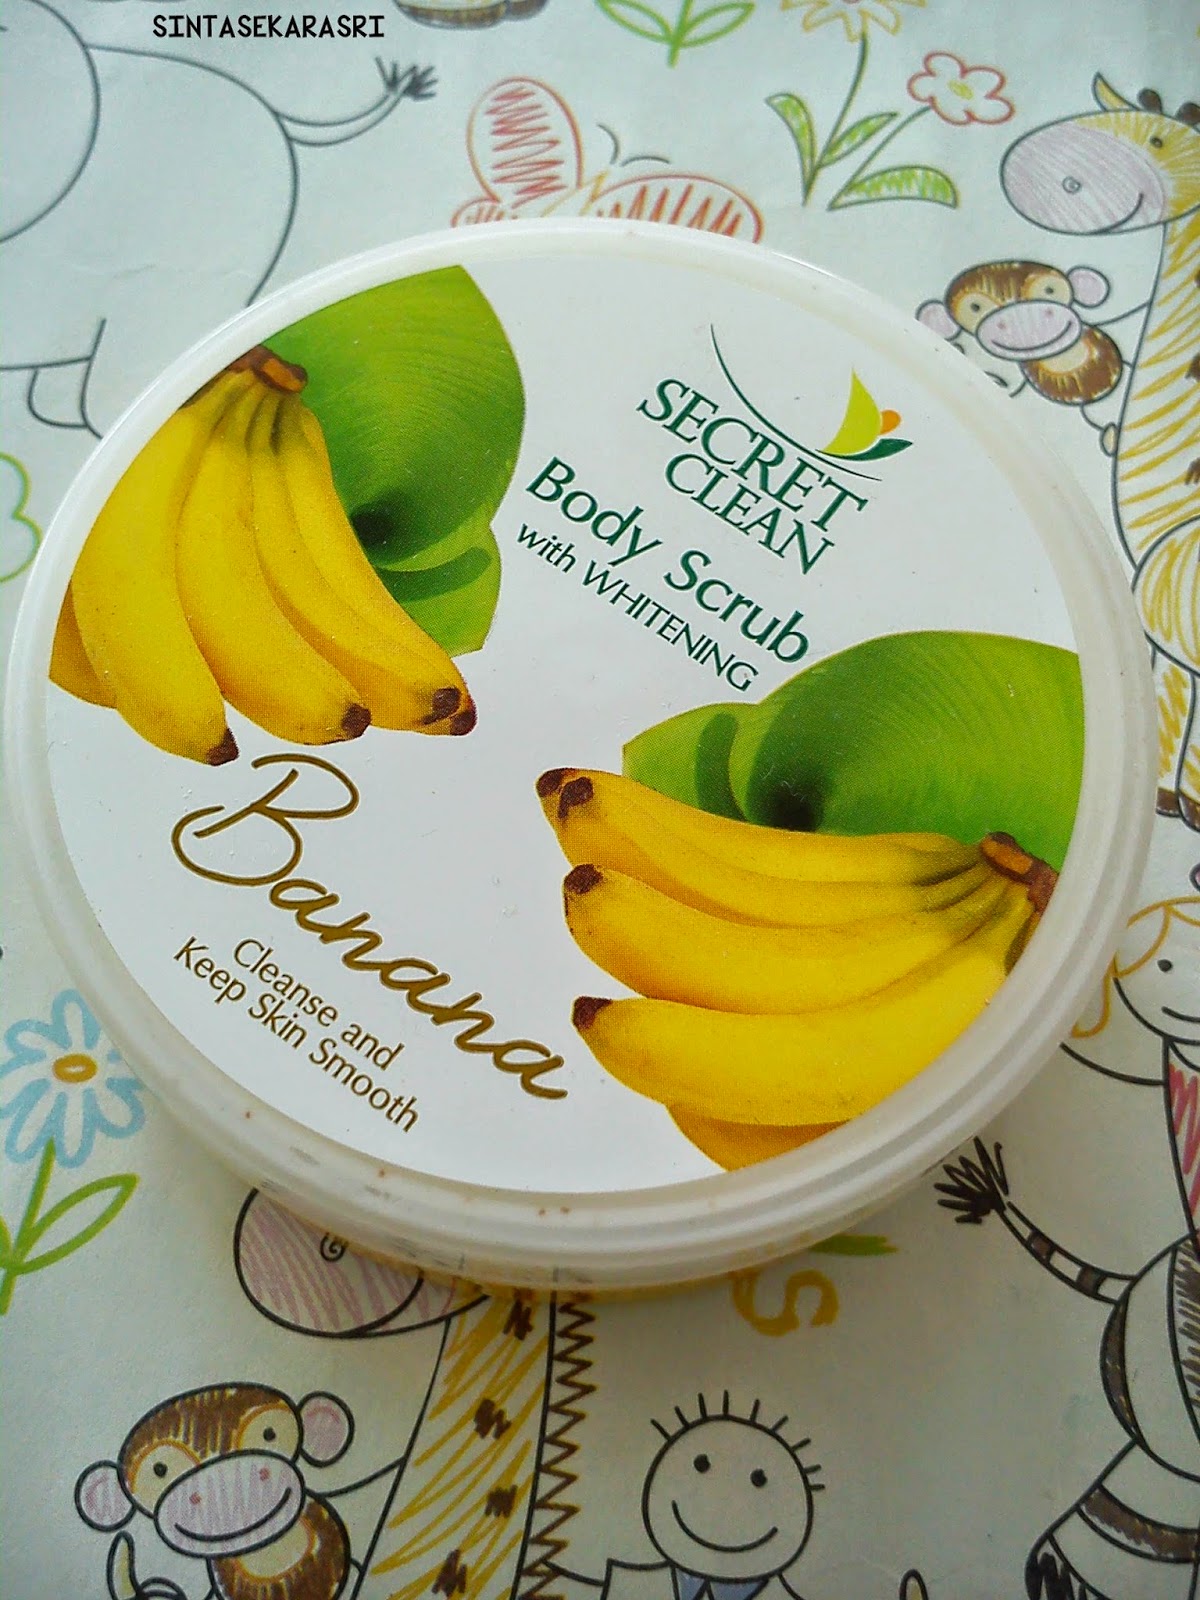 SINTASEKARASRI
SECRET
CLEAN
Body Scrub
with WHITENING
Banana
Cleanse and
Keep Skin Smooth